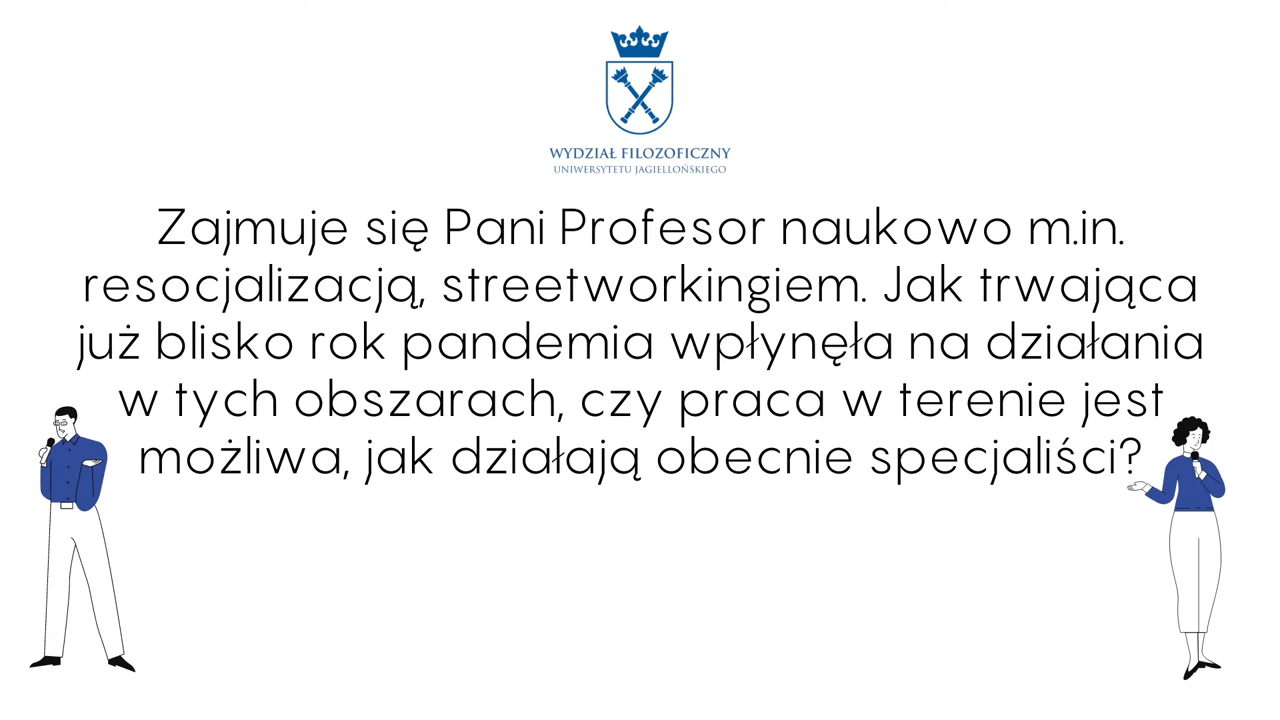 WYDZIAŁ FILOZOFICZNY
UNIWERSYTETU JAGIELLOŃSKIEGO
Zajmuje się Pani Profesor naukowo m.in.
resocjalizacją, streetworkingiem. Jak trwająca
już blisko rok pandemia wpłynęła na działania
w tych obszarach, czy praca w terenie jest
możliwa, jak działają obecnie specjaliści?